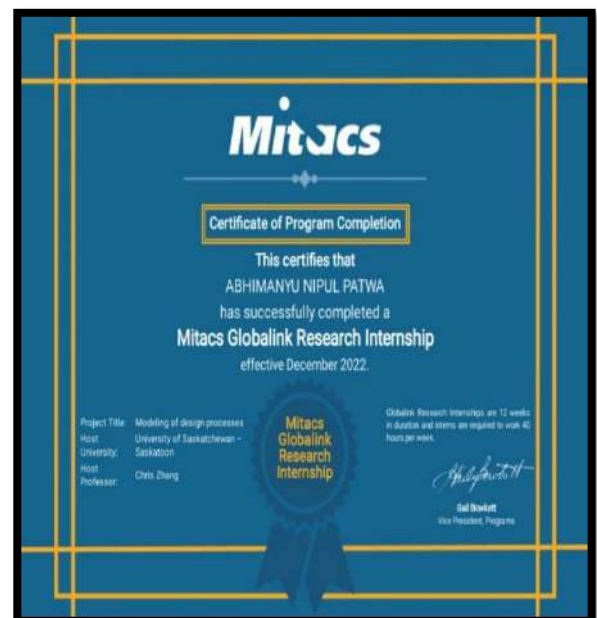 Mitacs
Certificate of Program Completion
This certifies that
ABHIMANYU NIPUL PATWA
has successfully completed a
Mitacs Globalink Research Internship
effective December 2022.
Project Title Modeling of design processes
Host University: University of Saskatchewan –
Saskatoon
Host Professor: Chris Zhang
Mitacs
Globalink
Research
Internship
Globalink Research Internships are 12 weeks
in duration and interns are required to work 40
hours per week.
Gail Bowkett
Vice President, Programs